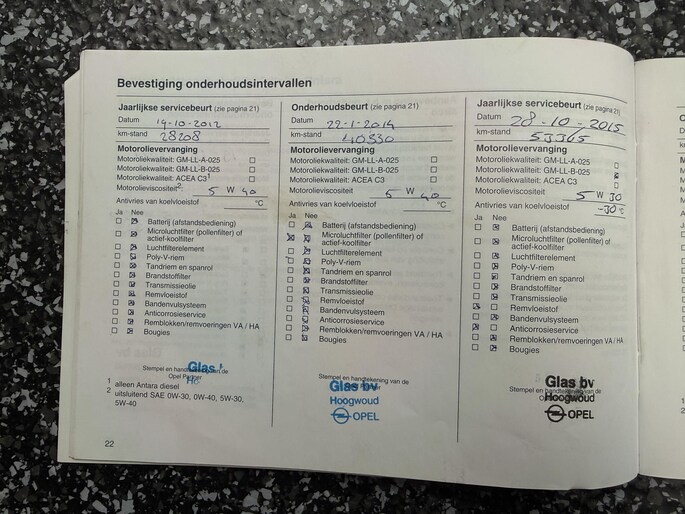 Bevestiging onderhoudsintervallen
Jaarlijkse servicebeurt (zie pagina 21)
Datum 19-10-2012
km-stand 28208
Motorolievervanging
Motoroliekwaliteit: GM-LL-A-025
Motoroliekwaliteit: GM-LL-B-025
Motoroliekwaliteit: ACEA C3¹
Motorolieviscositeit²: 5 W 40
Antivries van koelvloeistof °C
Ja Nee
Batterij (afstandsbediening)
Microluchtfilter (pollenfilter) of
actief-koolfilter
Luchtfilterelement
Poly-V-riem
Tandriem en spanrol
Brandstoffilter
Transmissieolie
Remvloeistof
Bandenvulsysteem
Anticorrosieservice
Remblokken/remvoeringen VA / HA
Bougies
Stempel en handtekening van de
Opel Partner
Glas
1 alleen Antara diesel
2 uitsluitend SAE 0W-30, 0W-40, 5W-30,
5W-40
22
Onderhoudsbeurt (zie pagina 21)
Datum 22-1-2014
km-stand 40330
Motorolievervanging
Motoroliekwaliteit: GM-LL-A-025
Motoroliekwaliteit: GM-LL-B-025
Motoroliekwaliteit: ACEA C3
Motorolieviscositeit 5 W 40
Antivries van koelvloeistof °C
Ja Nee
Batterij (afstandsbediening)
Microluchtfilter (pollenfilter) of
actief-koolfilter
Luchtfilterelement
Poly-V-riem
Tandriem en spanrol
Brandstoffilter
Transmissieolie
Remvloeistof
Bandenvulsysteem
Anticorrosieservice
Remblokken/remvoeringen VA / HA
Bougies
Stempel en handtekening van de
Glas bv
Hoogwoud
OPEL
Jaarlijkse servicebeurt (zie pagina 21)
Datum 28-10-2015
km-stand 53365
Motorolievervanging
Motoroliekwaliteit: GM-LL-A-025
Motoroliekwaliteit: GM-LL-B-025
Motoroliekwaliteit: ACEA C3
Motorolieviscositeit 5 W 30
Antivries van koelvloeistof -30 °C
Ja Nee
Batterij (afstandsbediening)
Microluchtfilter (pollenfilter) of
actief-koolfilter
Luchtfilterelement
Poly-V-riem
Tandriem en spanrol
Brandstoffilter
Transmissieolie
Remvloeistof
Bandenvulsysteem
Anticorrosieservice
Remblokken/remvoeringen VA / HA
Bougies
Stempel en handtekening van de
Glas bv
Hoogwoud
OPEL